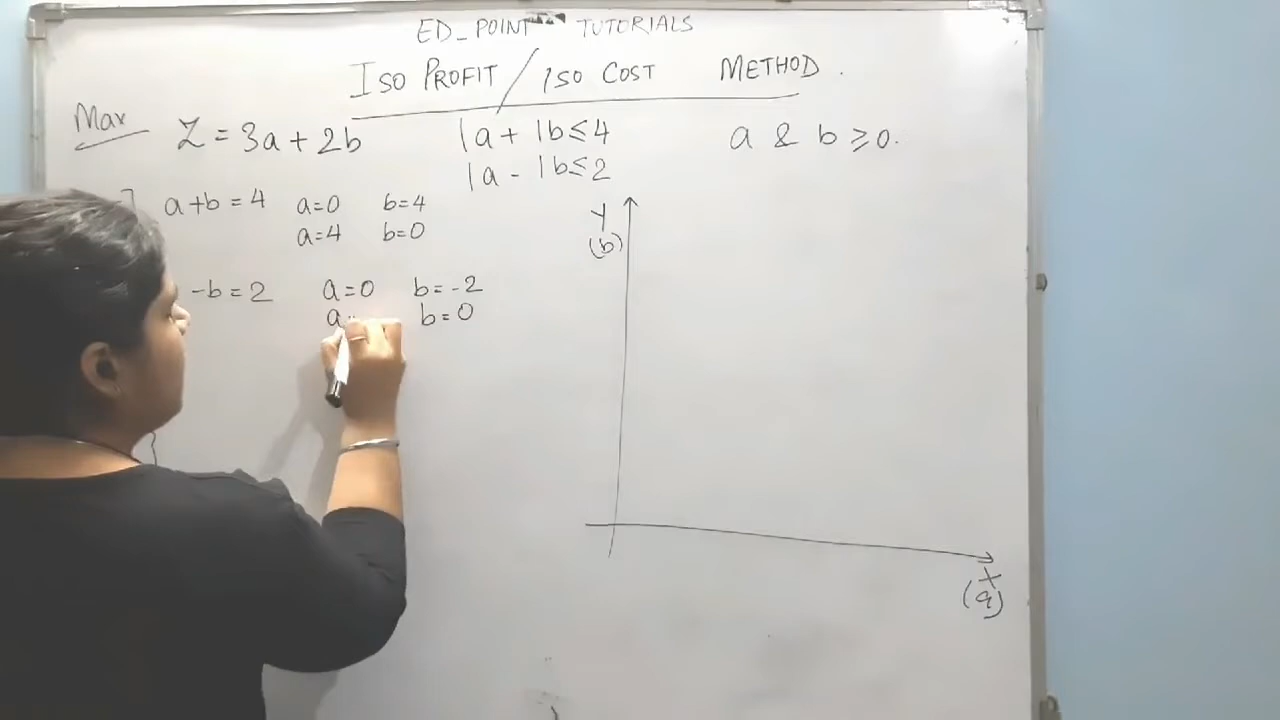 ED_POINT TUTORIALS
ISO PROFIT / ISO COST METHOD.
Max Z = 3a + 2b 1a + 1b ≤ 4 a & b ≥ 0.
1a - 1b ≤ 2
a + b = 4 a = 0 b = 4
a = 4 b = 0
-b = 2 a = 0 b = -2
a b = 0
Y
(b)
X
(a)